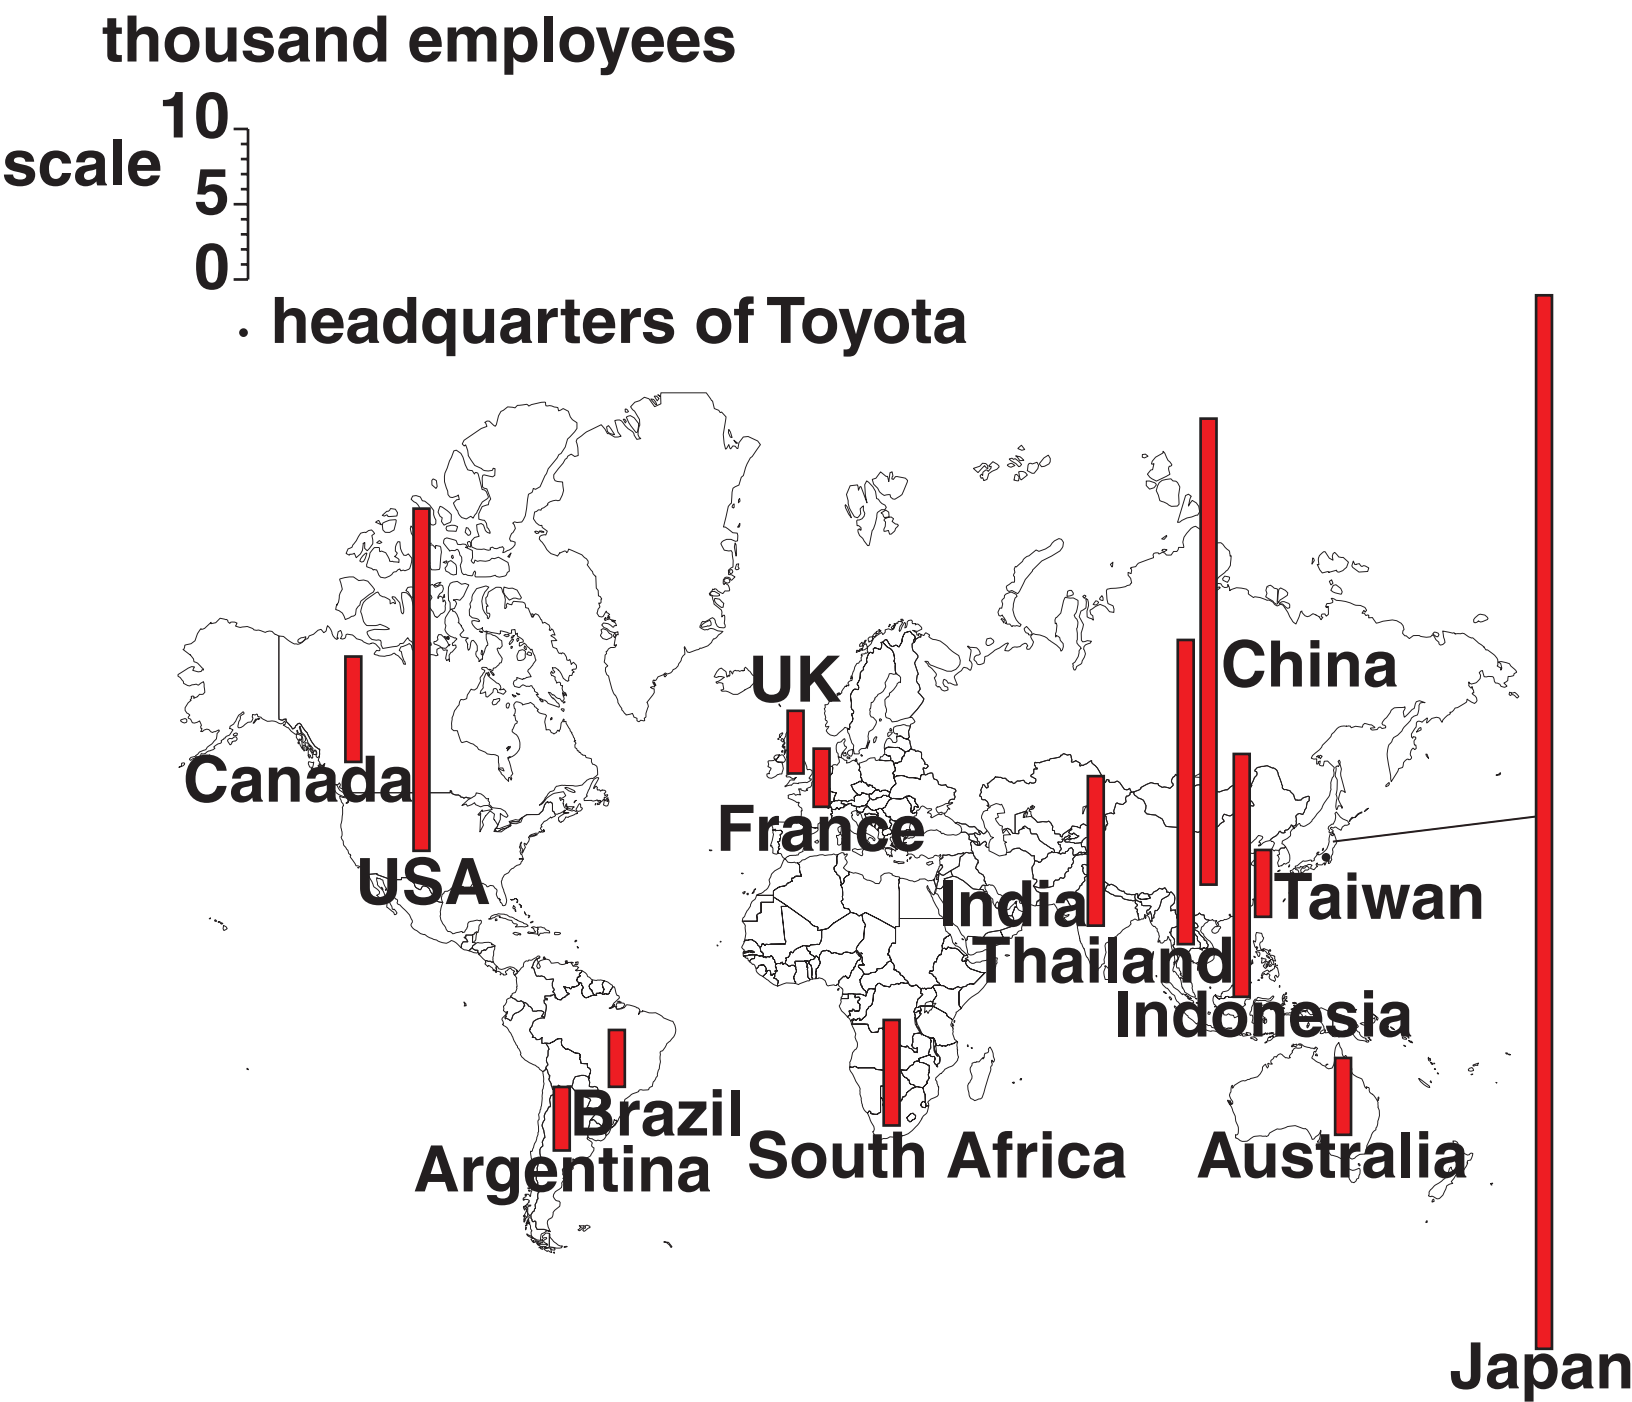 thousand employees
10
scale
5
0
headquarters of Toyota
China
UK
Canada
France
USA
India
Taiwan
Thailand
Indonesia
Brazil
South Africa
Australia
Argentina
Japan